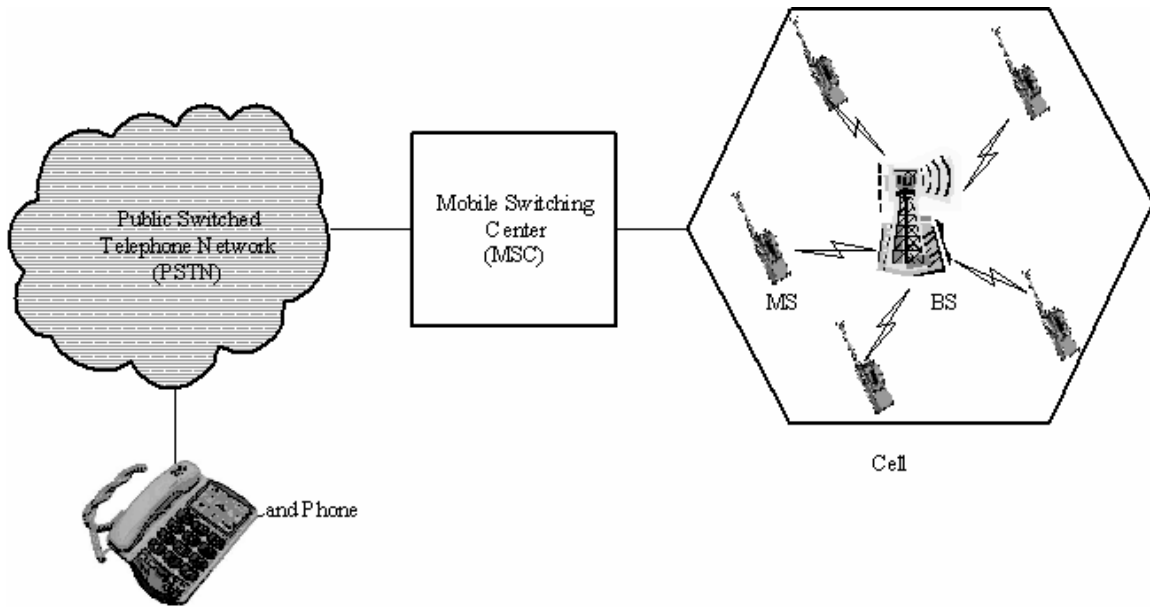 Public Switched
Telephone Network
(PSTN)
Mobile Switching
Center
(MSC)
MS
BS
Cell
and Phone